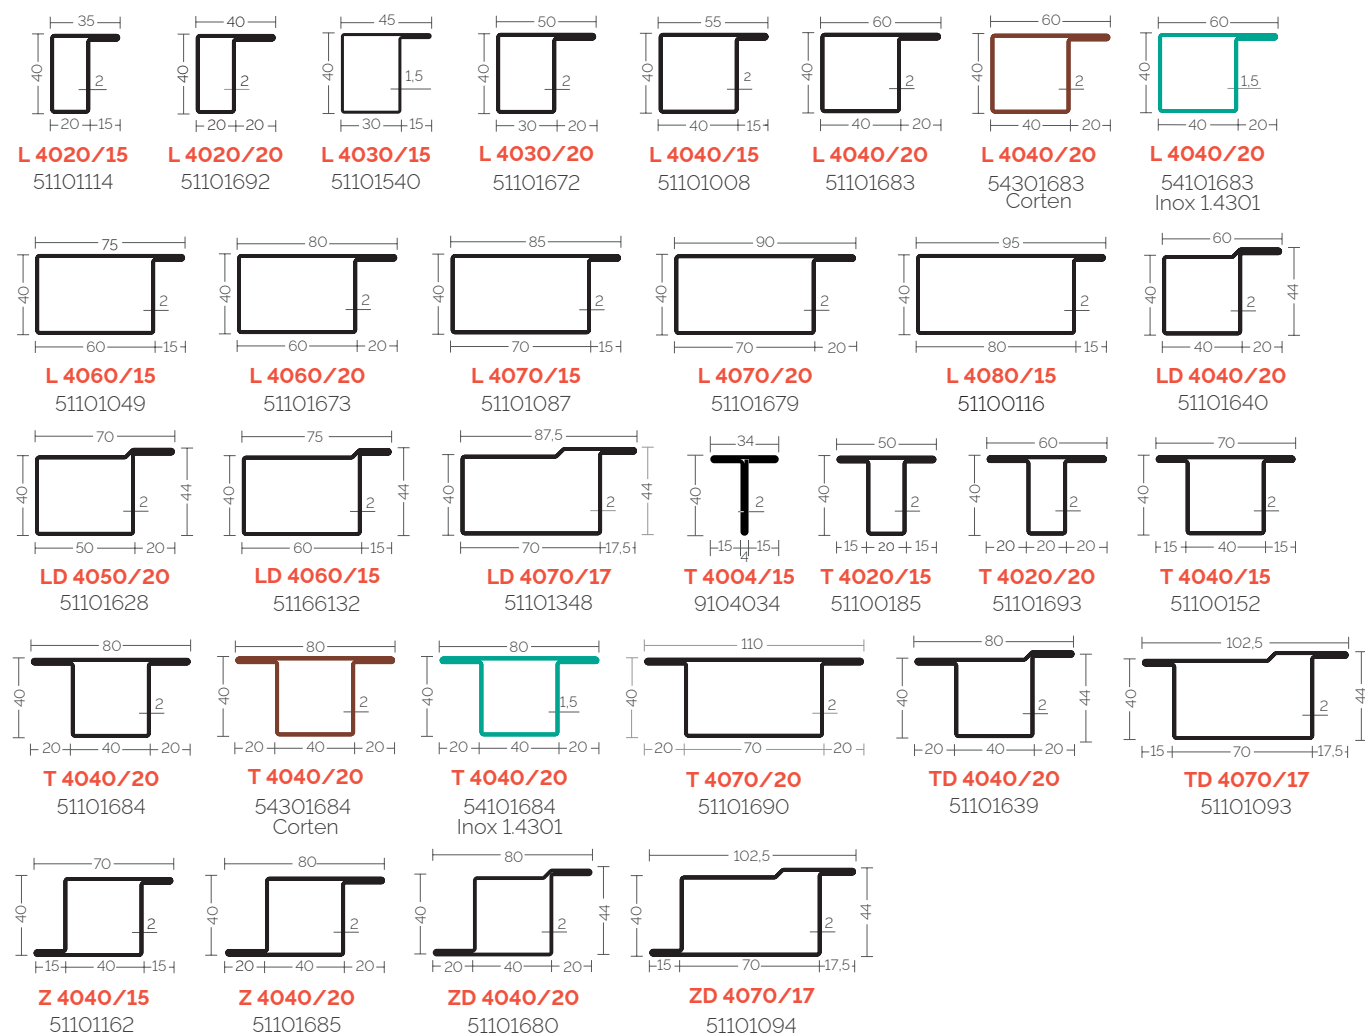 35 40 45 50 55 60 60 60
40 2 40 2 40 1,5 40 2 40 2 40 2 40 2 40 1,5
20 15 20 20 30 15 30 20 40 15 40 20 40 20 40 20
L 4020/15 L 4020/20 L 4030/15 L 4030/20 L 4040/15 L 4040/20 L 4040/20 L 4040/20
51101114 51101692 51101540 51101672 51101008 51101683 54301683 54101683
Corten Inox 1.4301
75 80 85 90 95 60
40 2 40 2 40 2 40 2 40 2 40 2 44
60 15 60 20 70 15 70 20 80 15 40 20
L 4060/15 L 4060/20 L 4070/15 L 4070/20 L 4080/15 LD 4040/20
51101049 51101673 51101087 51101679 51100116 51101640
70 75 87,5 34 50 60 70
40 2 44 40 2 44 40 2 44 40 2 40 2 40 2 40 2
50 20 60 15 70 17,5 15 15 15 20 15 20 20 20 15 40 15
4
LD 4050/20 LD 4060/15 LD 4070/17 T 4004/15 T 4020/15 T 4020/20 T 4040/15
51101628 51166132 51101348 9104034 51100185 51101693 51100152
80 80 80 110 80 102,5
40 2 40 2 40 1,5 40 2 40 2 44 40 2 44
20 40 20 20 40 20 20 40 20 20 70 20 20 40 20 15 70 17,5
T 4040/20 T 4040/20 T 4040/20 T 4070/20 TD 4040/20 TD 4070/17
51101684 54301684 54101684 51101690 51101639 51101093
Corten Inox 1.4301
70 80 80 102,5
40 2 40 2 40 2 44 40 2 44
15 40 15 20 40 20 20 40 20 15 70 17,5
Z 4040/15 Z 4040/20 ZD 4040/20 ZD 4070/17
51101162 51101685 51101680 51101094